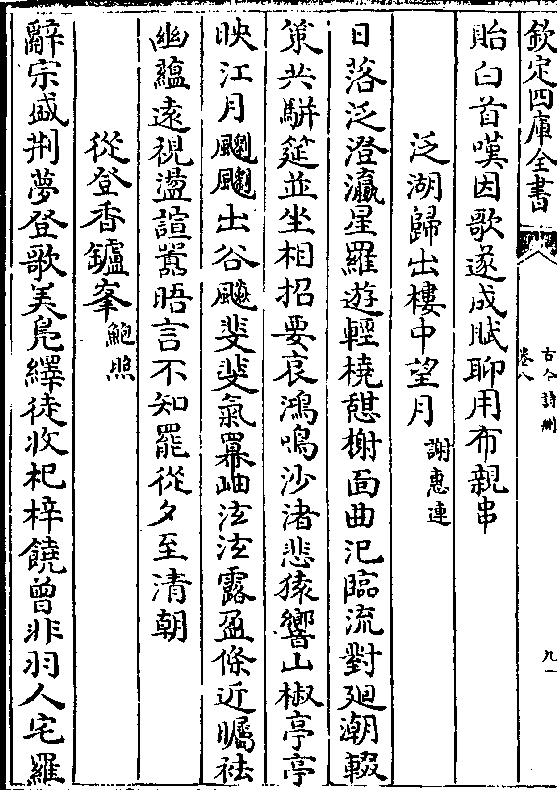 欽定四庫全書
古今詩刪
卷八
九一
貽白首嘆因歌遂成賦聊用布親串
泛湖歸出樓中望月 謝惠連
日落泛澄瀛星羅遊輕橈憇榭面曲汜臨流對廻潮輟
策共駢筵並坐相招要哀鴻鳴沙渚悲猿響山椒亭亭
映江月飀飀出谷飈斐斐氣羃岫泫泫露盈條近矚袪
幽藴遠視盪諠嚻晤言不知罷從夕至清朝
從登香鑪峯 鮑照
辭宗盛荆夢登歌美鳬繹徒收杞梓饒曾非羽人宅羅